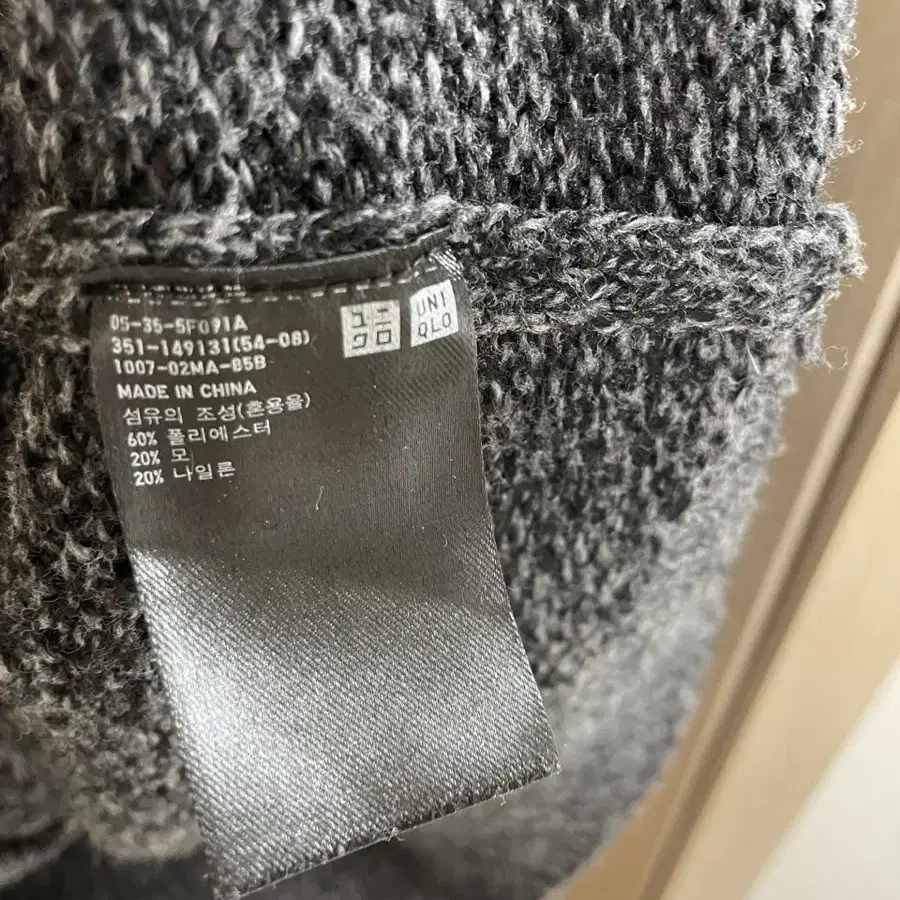 05-35-5F091A
351-149131(54-08)
1007-02MA-85B
MADE IN CHINA
섬유의 조성(혼용율)
60% 폴리에스터
20% 모
20% 나일론
ユニ
クロ
UNI
QLO